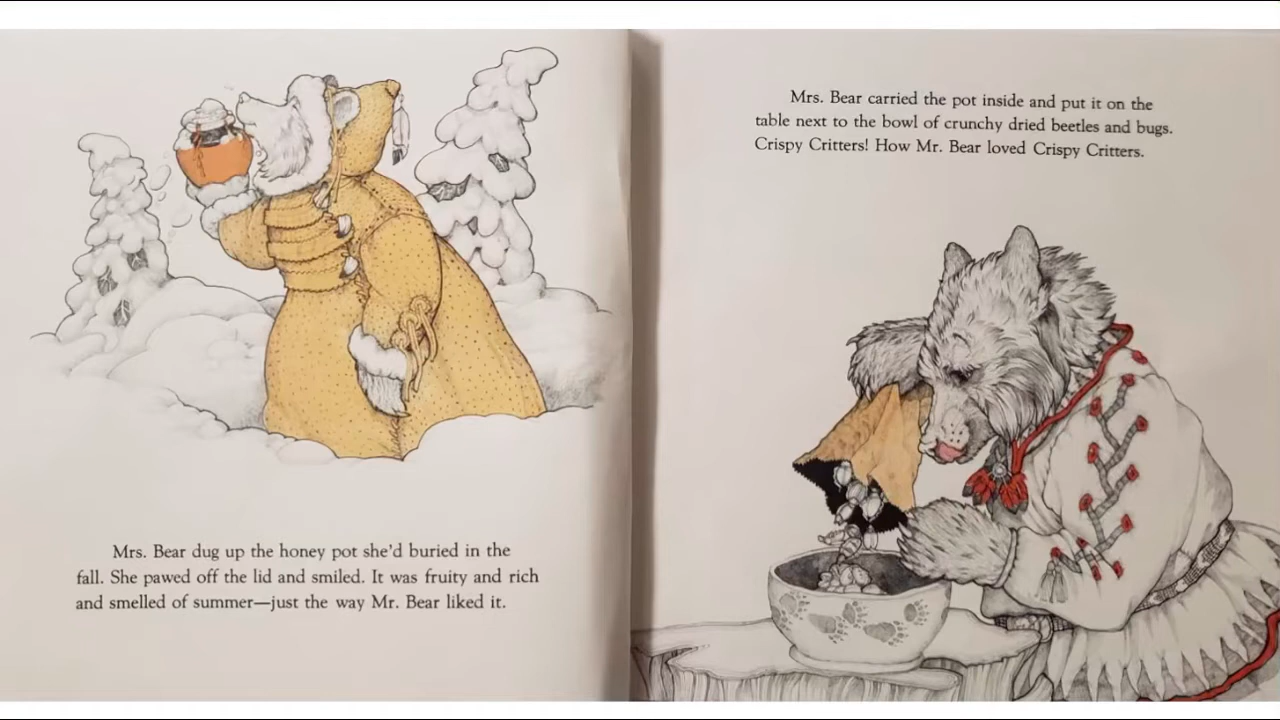 Mrs. Bear dug up the honey pot she’d buried in the
fall. She pawed off the lid and smiled. It was fruity and rich
and smelled of summer—just the way Mr. Bear liked it.
Mrs. Bear carried the pot inside and put it on the
table next to the bowl of crunchy dried beetles and bugs.
Crispy Critters! How Mr. Bear loved Crispy Critters.